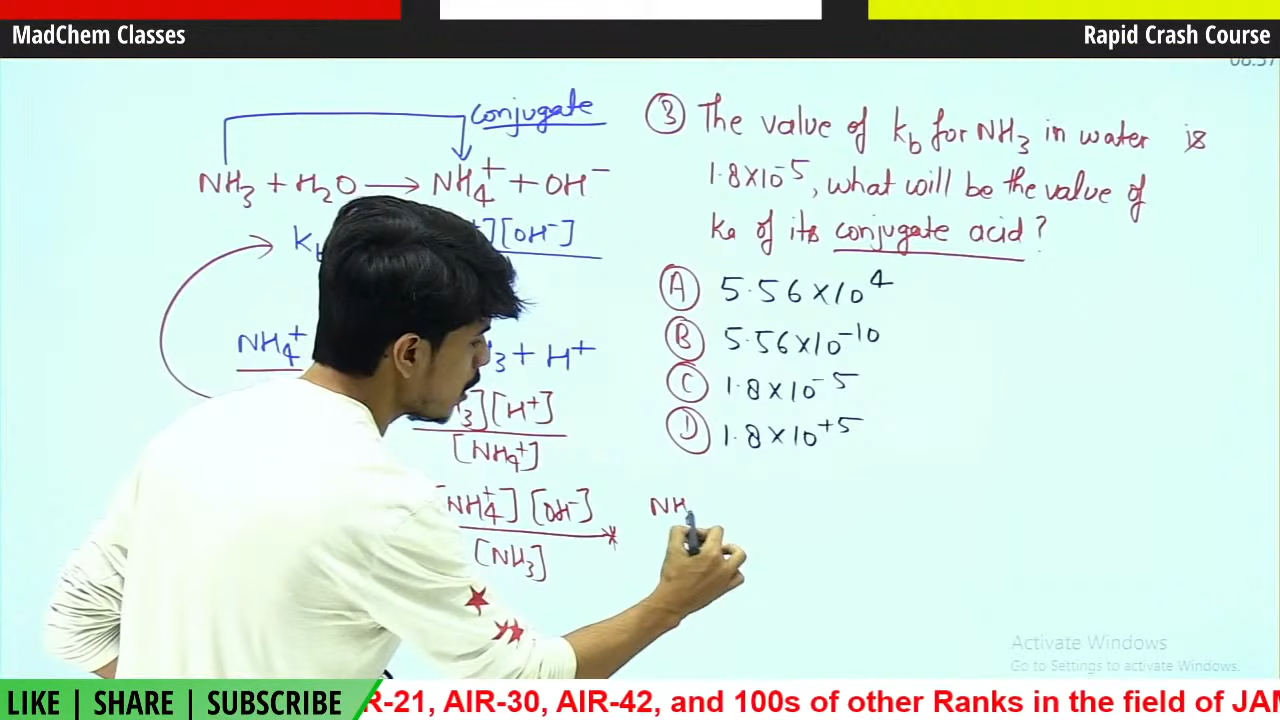 MadChem Classes
Rapid Crash Course
conjugate
NH₃ + H₂O ⟶ NH₄⁺ + OH⁻
][OH⁻]
NH₄⁺
₃ + H⁺
₃][H⁺]
[NH₄⁺]
NH₄⁺][OH⁻]
[NH₃]
③ The value of kb for NH₃ in water is
1.8×10⁻⁵, what will be the value of
ka of its conjugate acid?
Ⓐ 5.56×10⁴
Ⓑ 5.56×10⁻¹⁰
Ⓒ 1.8×10⁻⁵
Ⓓ 1.8×10⁺⁵
NH
Activate Windows
Go to Settings to activate Windows.
LIKE | SHARE | SUBSCRIBE
R-21, AIR-30, AIR-42, and 100s of other Ranks in the field of JA